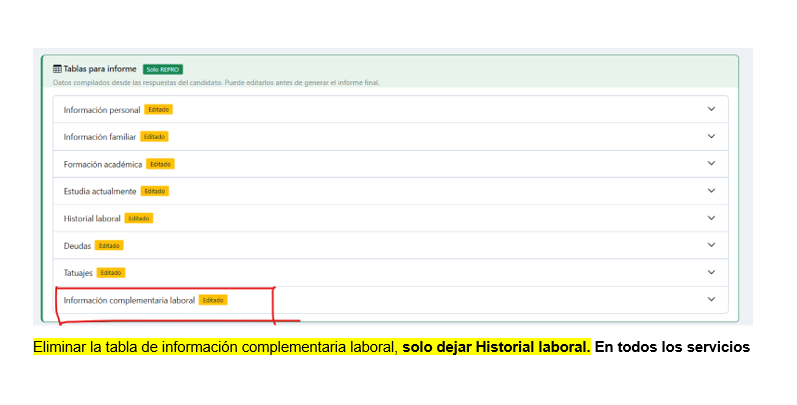 Tablas para informe Solo REPRO
Datos compilados desde las respuestas del candidato. Puede editarlos antes de generar el informe final.
Información personal Editado
Información familiar Editado
Formación académica Editado
Estudia actualmente Editado
Historial laboral Editado
Deudas Editado
Tatuajes Editado
Información complementaria laboral Editado
Eliminar la tabla de información complementaria laboral, solo dejar Historial laboral. En todos los servicios